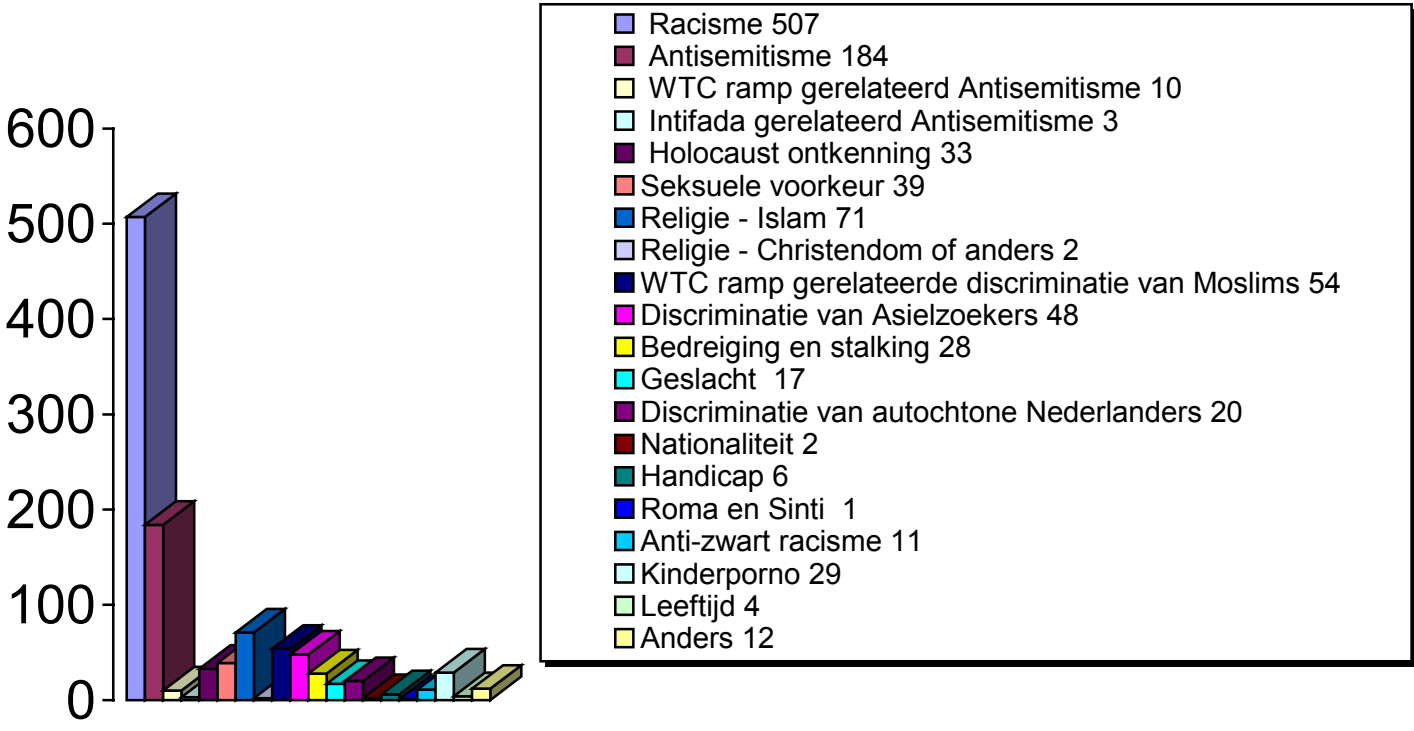 600
500
400
300
200
100
0
Racisme 507
Antisemitisme 184
WTC ramp gerelateerd Antisemitisme 10
Intifada gerelateerd Antisemitisme 3
Holocaust ontkenning 33
Seksuele voorkeur 39
Religie - Islam 71
Religie - Christendom of anders 2
WTC ramp gerelateerde discriminatie van Moslims 54
Discriminatie van Asielzoekers 48
Bedreiging en stalking 28
Geslacht  17
Discriminatie van autochtone Nederlanders 20
Nationaliteit 2
Handicap 6
Roma en Sinti  1
Anti-zwart racisme 11
Kinderporno 29
Leeftijd 4
Anders 12